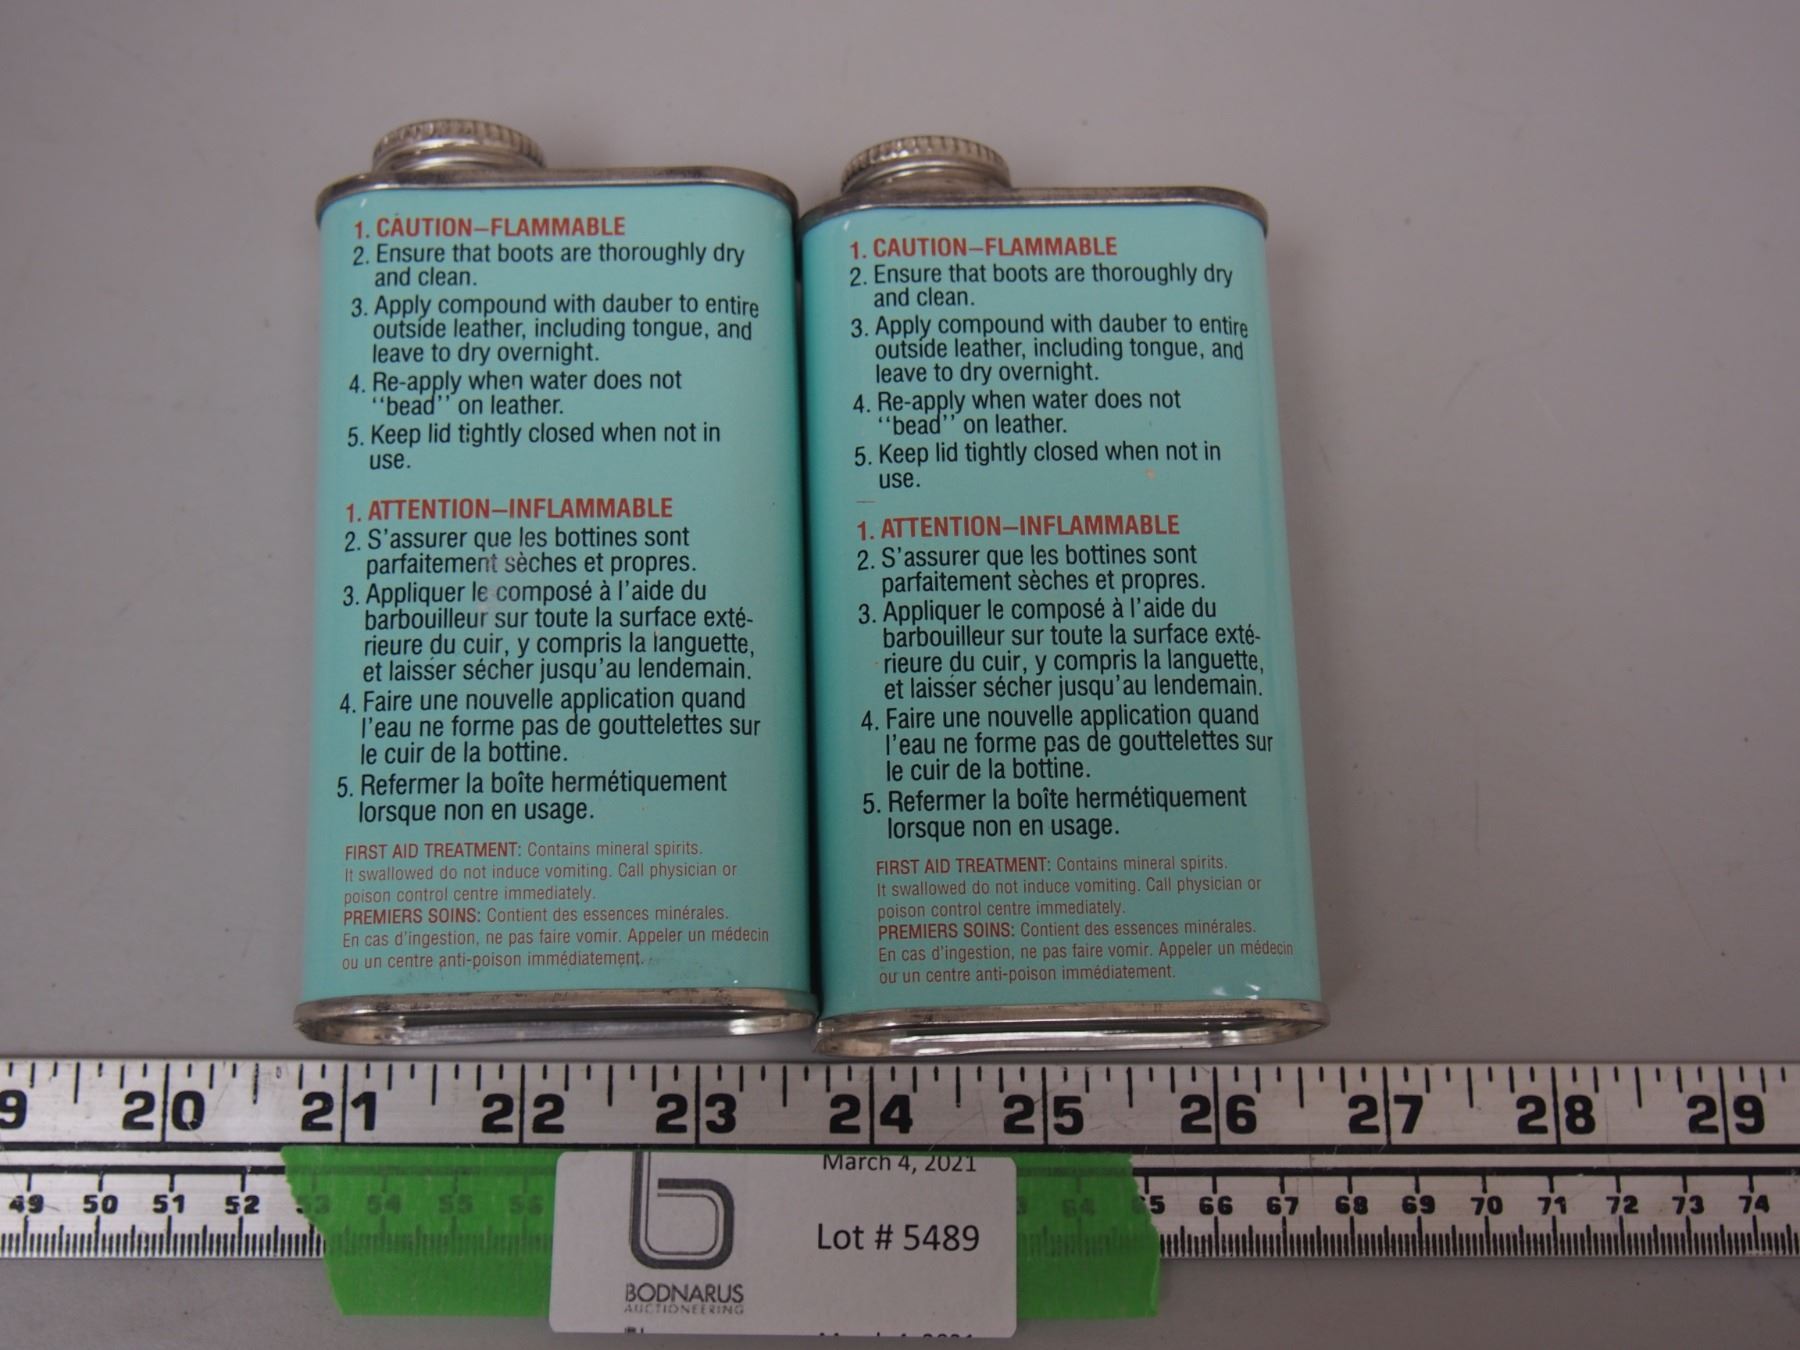 1. CAUTION–FLAMMABLE
2. Ensure that boots are thoroughly dry
and clean.
3. Apply compound with dauber to entire
outside leather, including tongue, and
leave to dry overnight.
4. Re-apply when water does not
‘‘bead’’ on leather.
5. Keep lid tightly closed when not in
use.
1. ATTENTION–INFLAMMABLE
2. S'assurer que les bottines sont
parfaitement sèches et propres.
3. Appliquer le composé à l'aide du
barbouilleur sur toute la surface exté-
rieure du cuir, y compris la languette,
et laisser sécher jusqu'au lendemain.
4. Faire une nouvelle application quand
l'eau ne forme pas de gouttelettes sur
le cuir de la bottine.
5. Refermer la boîte hermétiquement
lorsque non en usage.
FIRST AID TREATMENT: Contains mineral spirits.
It swallowed do not induce vomiting. Call physician or
poison control centre immediately.
PREMIERS SOINS: Contient des essences minérales.
En cas d'ingestion, ne pas faire vomir. Appeler un médecin
ou un centre anti-poison immédiatement.
1. CAUTION–FLAMMABLE
2. Ensure that boots are thoroughly dry
and clean.
3. Apply compound with dauber to entire
outside leather, including tongue, and
leave to dry overnight.
4. Re-apply when water does not
‘‘bead’’ on leather.
5. Keep lid tightly closed when not in
use.
1. ATTENTION–INFLAMMABLE
2. S'assurer que les bottines sont
parfaitement sèches et propres.
3. Appliquer le composé à l'aide du
barbouilleur sur toute la surface exté-
rieure du cuir, y compris la languette,
et laisser sécher jusqu'au lendemain.
4. Faire une nouvelle application quand
l'eau ne forme pas de gouttelettes sur
le cuir de la bottine.
5. Refermer la boîte hermétiquement
lorsque non en usage.
FIRST AID TREATMENT: Contains mineral spirits.
It swallowed do not induce vomiting. Call physician or
poison control centre immediately.
PREMIERS SOINS: Contient des essences minérales.
En cas d'ingestion, ne pas faire vomir. Appeler un médecin
ou un centre anti-poison immédiatement.
9 20 21 22 23 24 25 26 27 28 29
49 50 51 52 53 54 55 56 64 65 66 67 68 69 70 71 72 73 74
March 4, 2021
Lot # 5489
BODNARUS
AUCTIONEERING